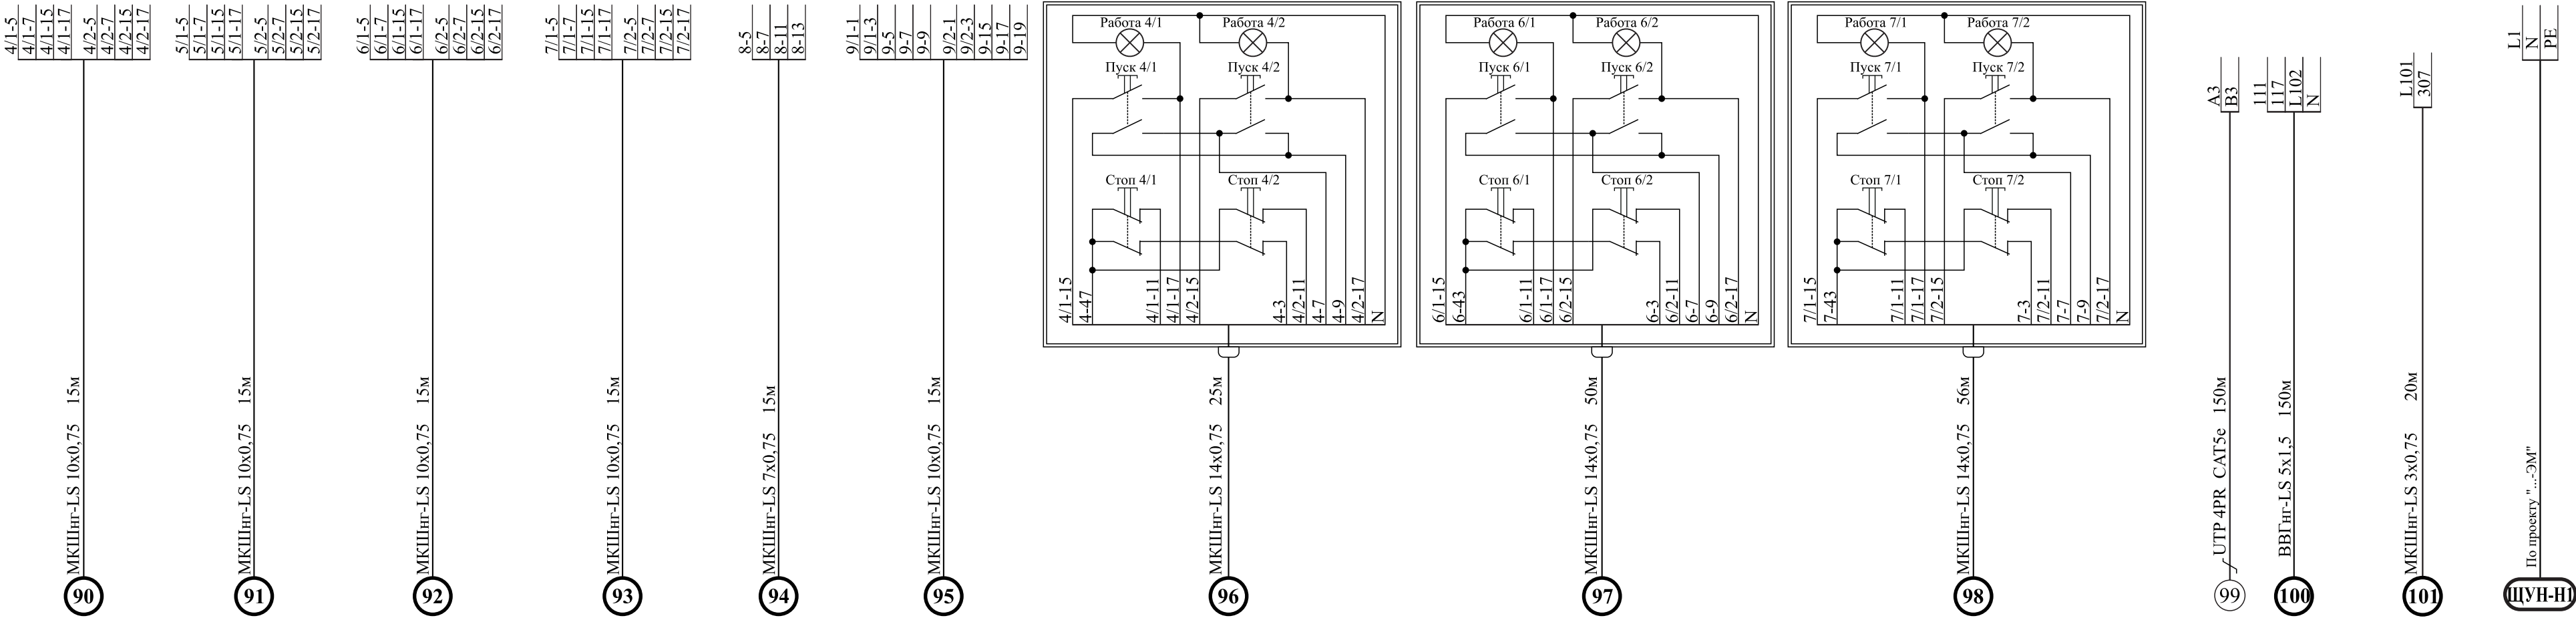 4/1-5
4/1-7
4/1-15
4/1-17
4/2-5
4/2-7
4/2-15
4/2-17
МКШнг-LS 10х0,75 15м
90
5/1-5
5/1-7
5/1-15
5/1-17
5/2-5
5/2-7
5/2-15
5/2-17
МКШнг-LS 10х0,75 15м
91
6/1-5
6/1-7
6/1-15
6/1-17
6/2-5
6/2-7
6/2-15
6/2-17
МКШнг-LS 10х0,75 15м
92
7/1-5
7/1-7
7/1-15
7/1-17
7/2-5
7/2-7
7/2-15
7/2-17
МКШнг-LS 10х0,75 15м
93
8-5
8-7
8-11
8-13
МКШнг-LS 7х0,75 15м
94
9/1-1
9/1-3
9-5
9-7
9-9
9/2-1
9/2-3
9-15
9-17
9-19
МКШнг-LS 10х0,75 15м
95
Работа 4/1 Работа 4/2
Пуск 4/1 Пуск 4/2
Стоп 4/1 Стоп 4/2
4/1-15
4-47
4/1-11
4/1-17
4/2-15
4-3
4/2-11
4-7
4-9
4/2-17
N
МКШнг-LS 14х0,75 25м
96
Работа 6/1 Работа 6/2
Пуск 6/1 Пуск 6/2
Стоп 6/1 Стоп 6/2
6/1-15
6-43
6/1-11
6/1-17
6/2-15
6-3
6/2-11
6-7
6-9
6/2-17
N
МКШнг-LS 14х0,75 50м
97
Работа 7/1 Работа 7/2
Пуск 7/1 Пуск 7/2
Стоп 7/1 Стоп 7/2
7/1-15
7-43
7/1-11
7/1-17
7/2-15
7-3
7/2-11
7-7
7-9
7/2-17
N
МКШнг-LS 14х0,75 56м
98
A3
B3
UTP 4PR CAT5e 150м
99
111
117
L102
N
ВВГнг-LS 5х1,5 150м
100
L101
307
МКШнг-LS 3х0,75 20м
101
L1
N
PE
По проекту "...-ЭМ"
ЩУН-Н1